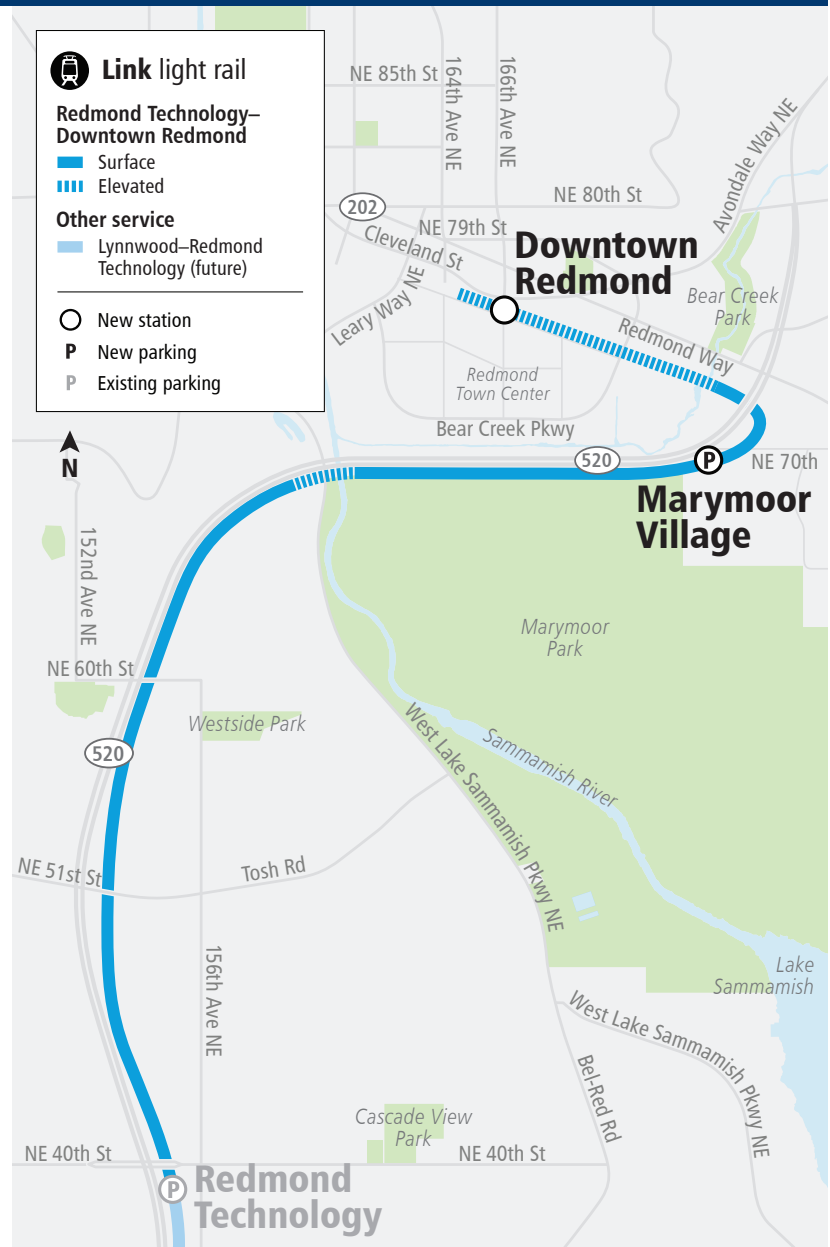 Link light rail
Redmond Technology–
Downtown Redmond
Surface
Elevated
Other service
Lynnwood–Redmond
Technology (future)
New station
P New parking
P Existing parking
N
NE 85th St
164th Ave NE
166th Ave NE
Avondale Way NE
202
NE 80th St
NE 79th St
Cleveland St
Downtown
Redmond
Leary Way NE
Bear Creek
Park
Redmond Way
Redmond
Town Center
Bear Creek Pkwy
520
P
NE 70th
Marymoor
Village
152nd Ave NE
Marymoor
Park
NE 60th St
Westside Park
520
West Lake Sammamish Pkwy NE
Sammamish River
NE 51st St
Tosh Rd
156th Ave NE
Lake
Sammamish
West Lake Sammamish Pkwy NE
Bel-Red Rd
Cascade View
Park
NE 40th St
NE 40th St
P
Redmond
Technology